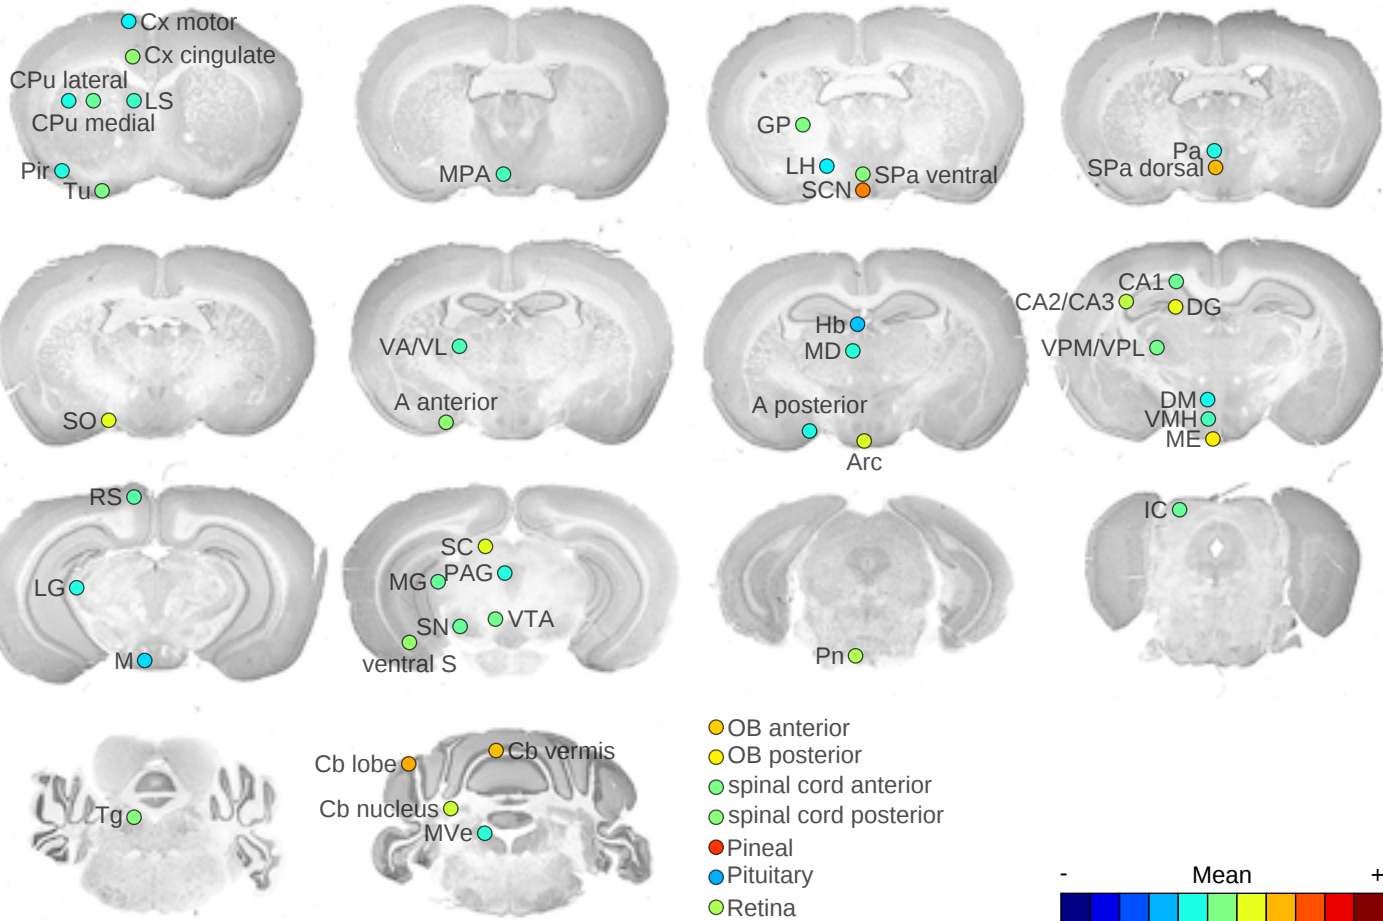 Cx motor
Cx cingulate
CPu lateral
LS
CPu medial
Pir
Tu
MPA
GP
LH
SPa ventral
SCN
Pa
SPa dorsal
SO
VA/VL
A anterior
Hb
MD
A posterior
Arc
CA1
CA2/CA3
DG
VPM/VPL
DM
VMH
ME
RS
LG
M
SC
MG
PAG
SN
VTA
ventral S
Pn
IC
Tg
Cb lobe
Cb vermis
Cb nucleus
MVe
OB anterior
OB posterior
spinal cord anterior
spinal cord posterior
Pineal
Pituitary
Retina
- Mean +